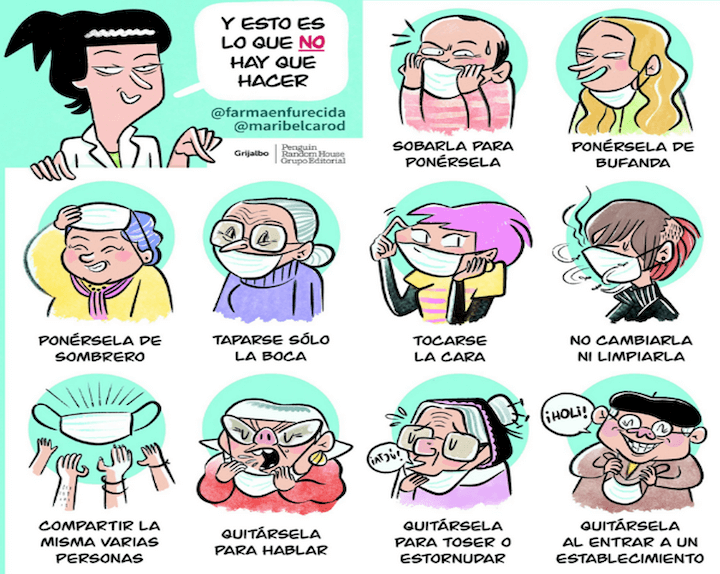 Y ESTO ES
LO QUE NO
HAY QUE
HACER
@farmaenfurecida
@maribelcarod
Grijalbo
Penguin
Random House
Grupo Editorial
SOBARLA PARA
PONÉRSELA
PONÉRSELA DE
BUFANDA
PONÉRSELA DE
SOMBRERO
TAPARSE SÓLO
LA BOCA
TOCARSE
LA CARA
NO CAMBIARLA
NI LIMPIARLA
COMPARTIR LA
MISMA VARIAS
PERSONAS
QUITÁRSELA
PARA HABLAR
¡ATJÚ!
QUITÁRSELA
PARA TOSER O
ESTORNUDAR
¡HOLI!
QUITÁRSELA
AL ENTRAR A UN
ESTABLECIMIENTO